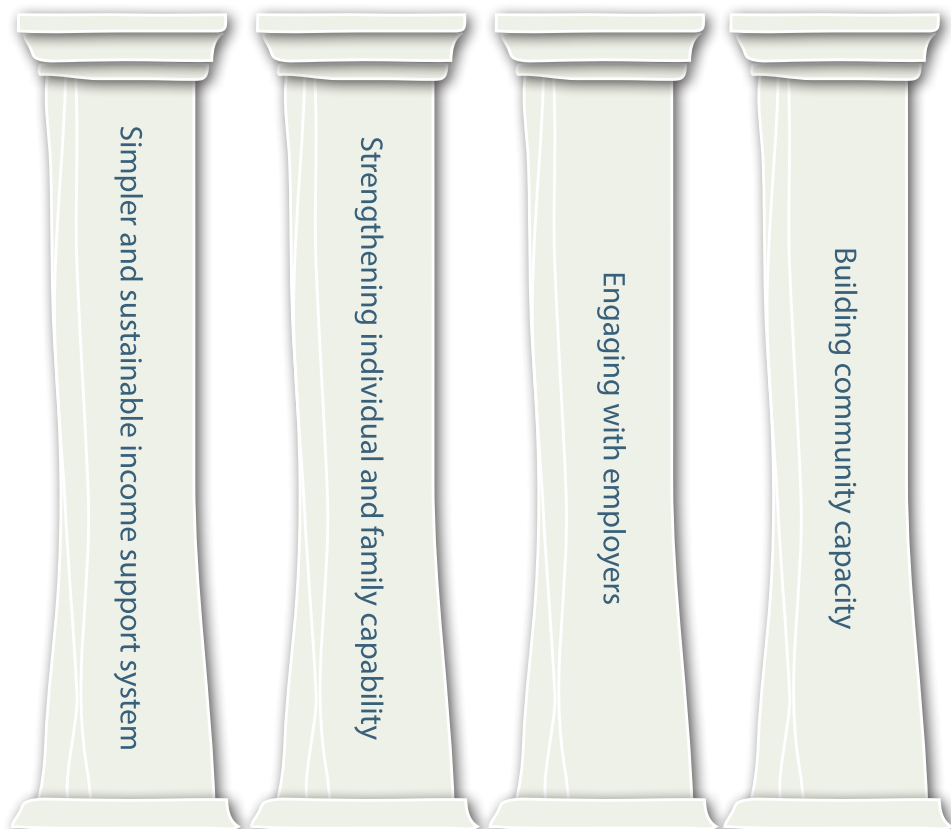 Simpler and sustainable income support system
Strengthening individual and family capability
Engaging with employers
Building community capacity